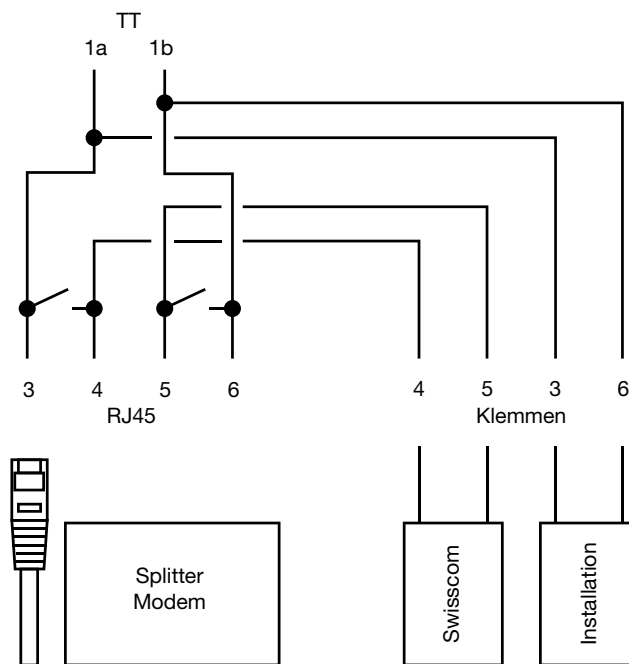 TT
1a 1b
3 4 5 6 4 5 3 6
RJ45 Klemmen
Splitter
Modem
Swisscom
Installation